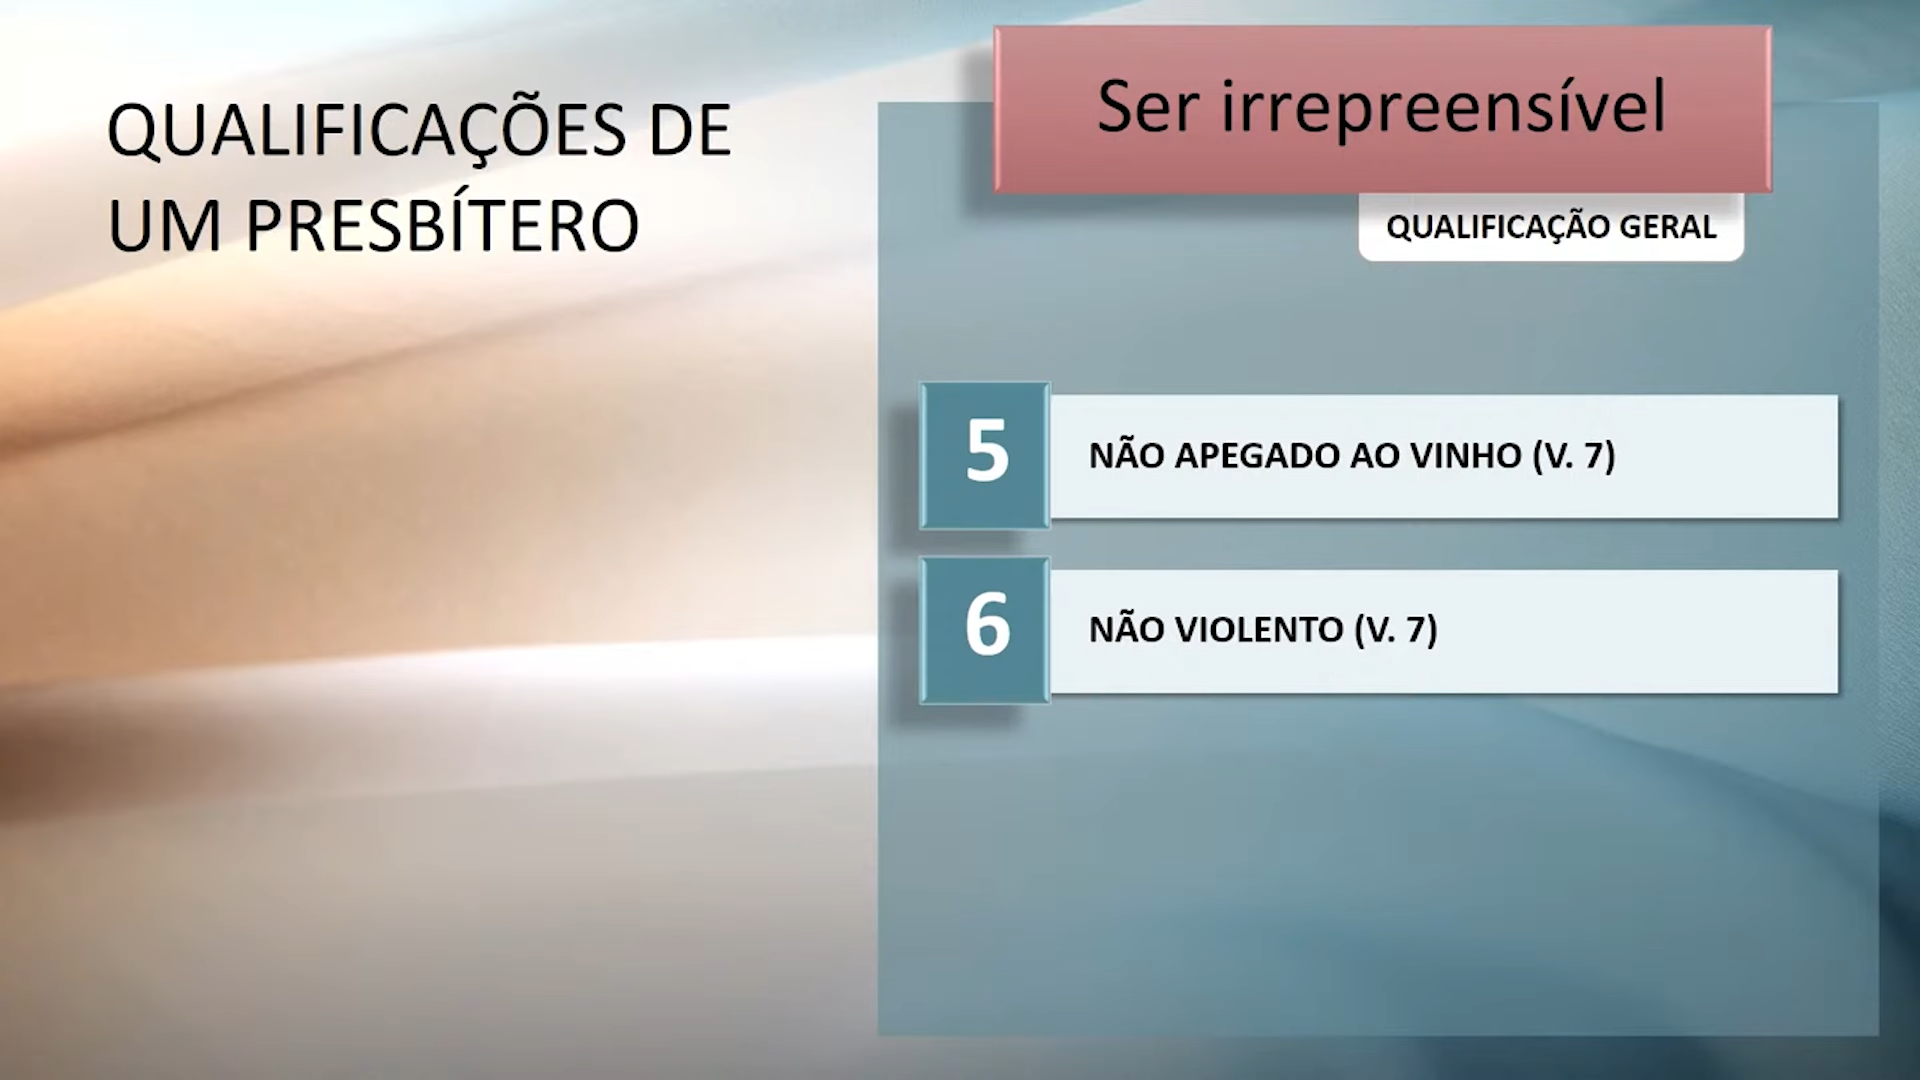 QUALIFICAÇÕES DE
UM PRESBÍTERO
Ser irrepreensível
QUALIFICAÇÃO GERAL
5
NÃO APEGADO AO VINHO (V. 7)
6
NÃO VIOLENTO (V. 7)